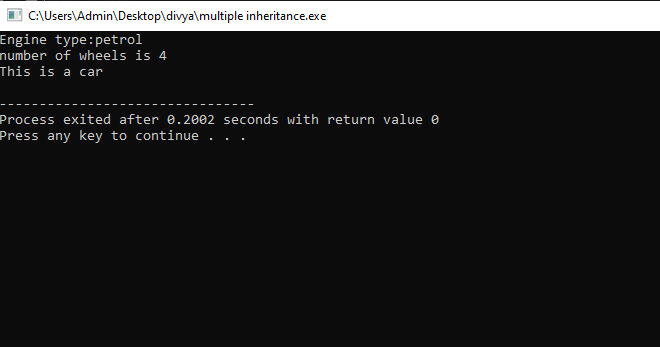 C:\Users\Admin\Desktop\divya\multiple inheritance.exe
Engine type:petrol
number of wheels is 4
This is a car
--------------------------------
Process exited after 0.2002 seconds with return value 0
Press any key to continue . . .